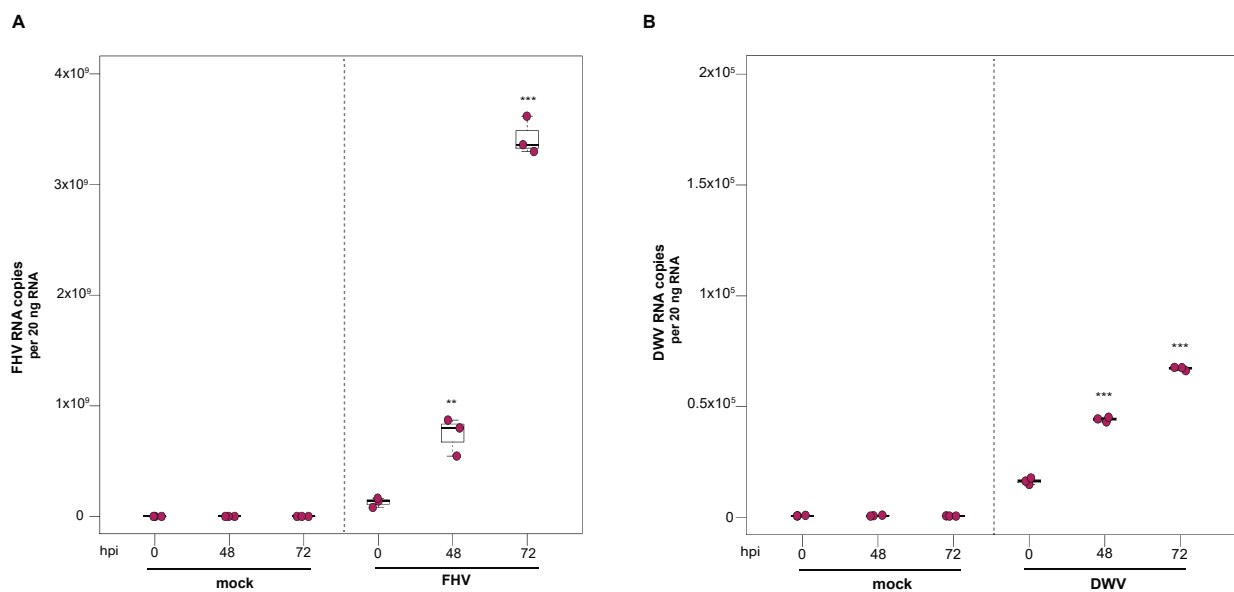 A
4x10⁹
3x10⁹
2x10⁹
1x10⁹
0
FHV RNA copies
per 20 ng RNA
***
**
hpi 0 48 72 0 48 72
mock FHV
B
2x10⁵
1.5x10⁵
1x10⁵
0.5x10⁵
0
DWV RNA copies
per 20 ng RNA
***
***
hpi 0 48 72 0 48 72
mock DWV